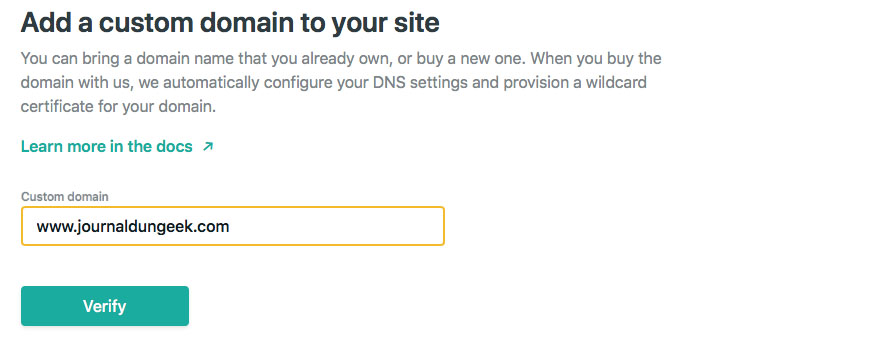 Add a custom domain to your site
You can bring a domain name that you already own, or buy a new one. When you buy the
domain with us, we automatically configure your DNS settings and provision a wildcard
certificate for your domain.
Learn more in the docs ↗
Custom domain
www.journaldungeek.com
Verify